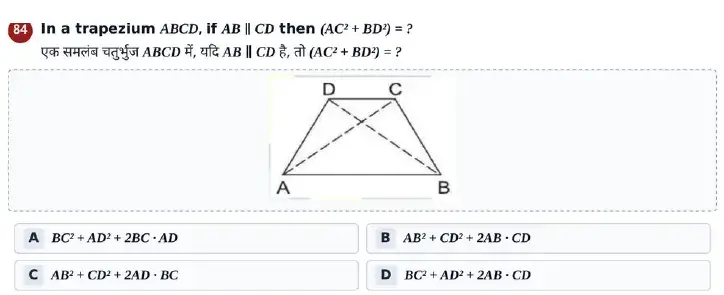 84 In a trapezium ABCD, if AB ∥ CD then (AC² + BD²) = ?
एक समलंब चतुर्भुज ABCD में, यदि AB ∥ CD है, तो (AC² + BD²) = ?
D C
A B
A BC² + AD² + 2BC · AD
B AB² + CD² + 2AB · CD
C AB² + CD² + 2AD · BC
D BC² + AD² + 2AB · CD